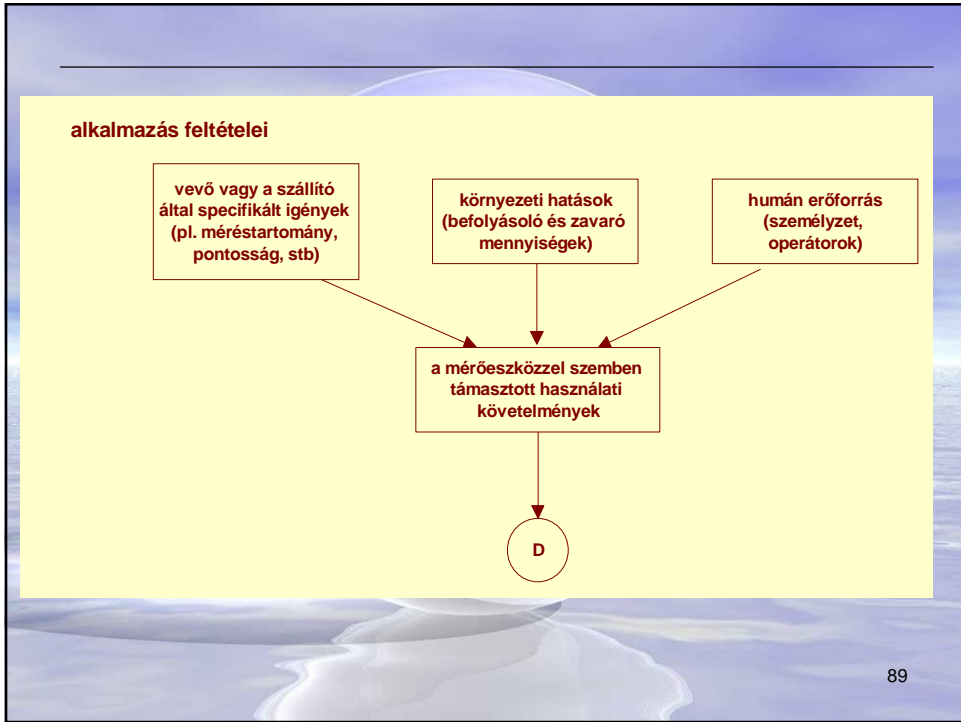 alkalmazás feltételei
vevő vagy a szállító
által specifikált igények
(pl. méréstartomány,
pontosság, stb)
környezeti hatások
(befolyásoló és zavaró
mennyiségek)
humán erőforrás
(személyzet,
operátorok)
a mérőeszközzel szemben
támasztott használati
követelmények
D
89